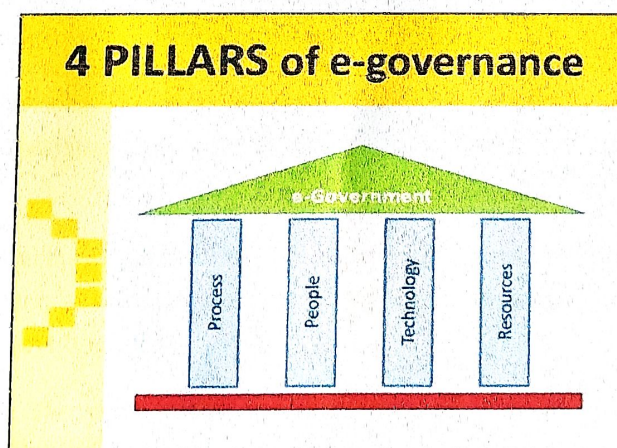 4 PILLARS of e-governance
e-Government
Process
People
Technology
Resources